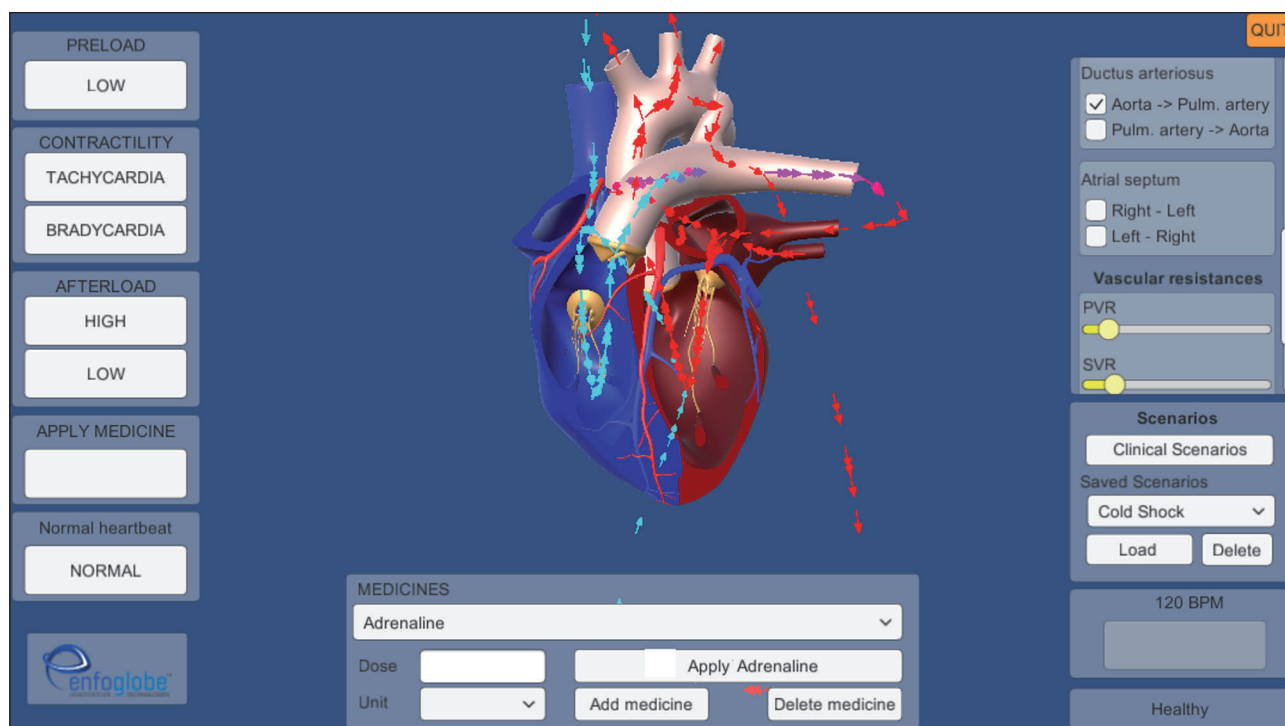 PRELOAD
LOW
CONTRACTILITY
TACHYCARDIA
BRADYCARDIA
AFTERLOAD
HIGH
LOW
APPLY MEDICINE
Normal heartbeat
NORMAL
enfoglobe
MEDICINES
Adrenaline
Dose
Apply Adrenaline
Unit
Add medicine
Delete medicine
QUIT
Ductus arteriosus
Aorta -> Pulm. artery
Pulm. artery -> Aorta
Atrial septum
Right - Left
Left - Right
Vascular resistances
PVR
SVR
Scenarios
Clinical Scenarios
Saved Scenarios
Cold Shock
Load
Delete
120 BPM
Healthy